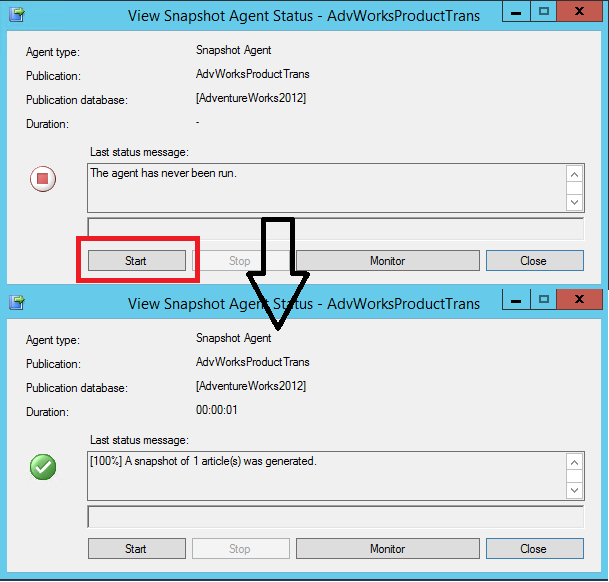 View Snapshot Agent Status - AdvWorksProductTrans
Agent type: Snapshot Agent
Publication: AdvWorksProductTrans
Publication database: [AdventureWorks2012]
Duration: -
Last status message:
The agent has never been run.
Start Stop Monitor Close
View Snapshot Agent Status - AdvWorksProductTrans
Agent type: Snapshot Agent
Publication: AdvWorksProductTrans
Publication database: [AdventureWorks2012]
Duration: 00:00:01
Last status message:
[100%] A snapshot of 1 article(s) was generated.
Start Stop Monitor Close